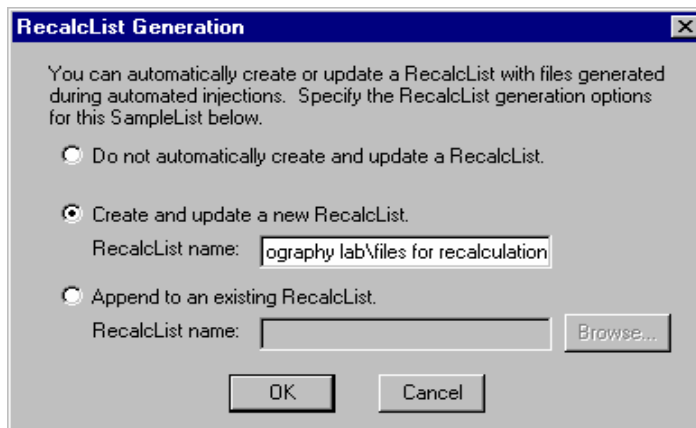 RecalcList Generation
You can automatically create or update a RecalcList with files generated
during automated injections. Specify the RecalcList generation options
for this SampleList below.
Do not automatically create and update a RecalcList.
Create and update a new RecalcList.
RecalcList name: ography lab\files for recalculation
Append to an existing RecalcList.
RecalcList name: Browse...
OK Cancel